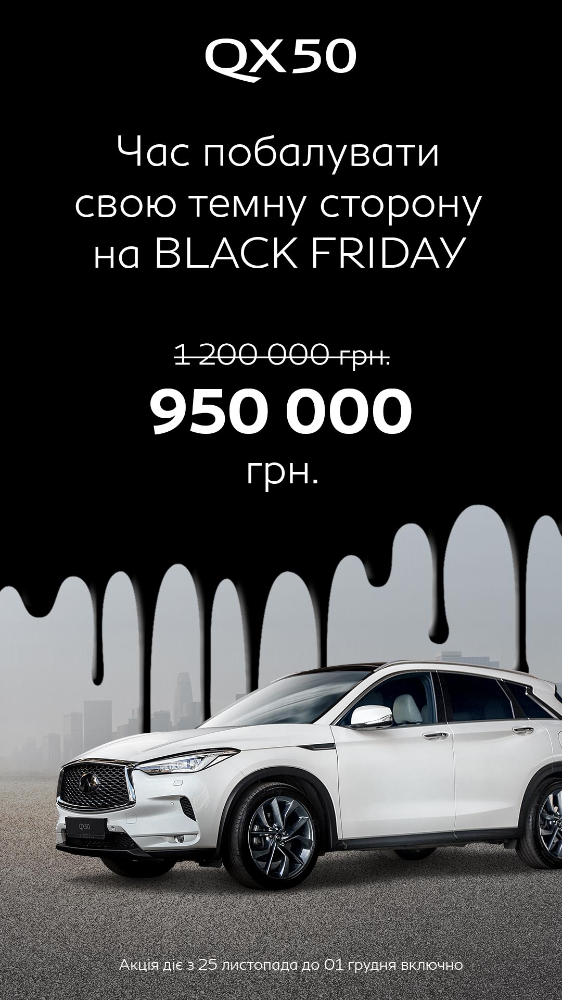 QX50
Час побалувати
свою темну сторону
на BLACK FRIDAY
1 200 000 грн.
950 000
грн.
QX50
Акція діє з 25 листопада до 01 грудня включно